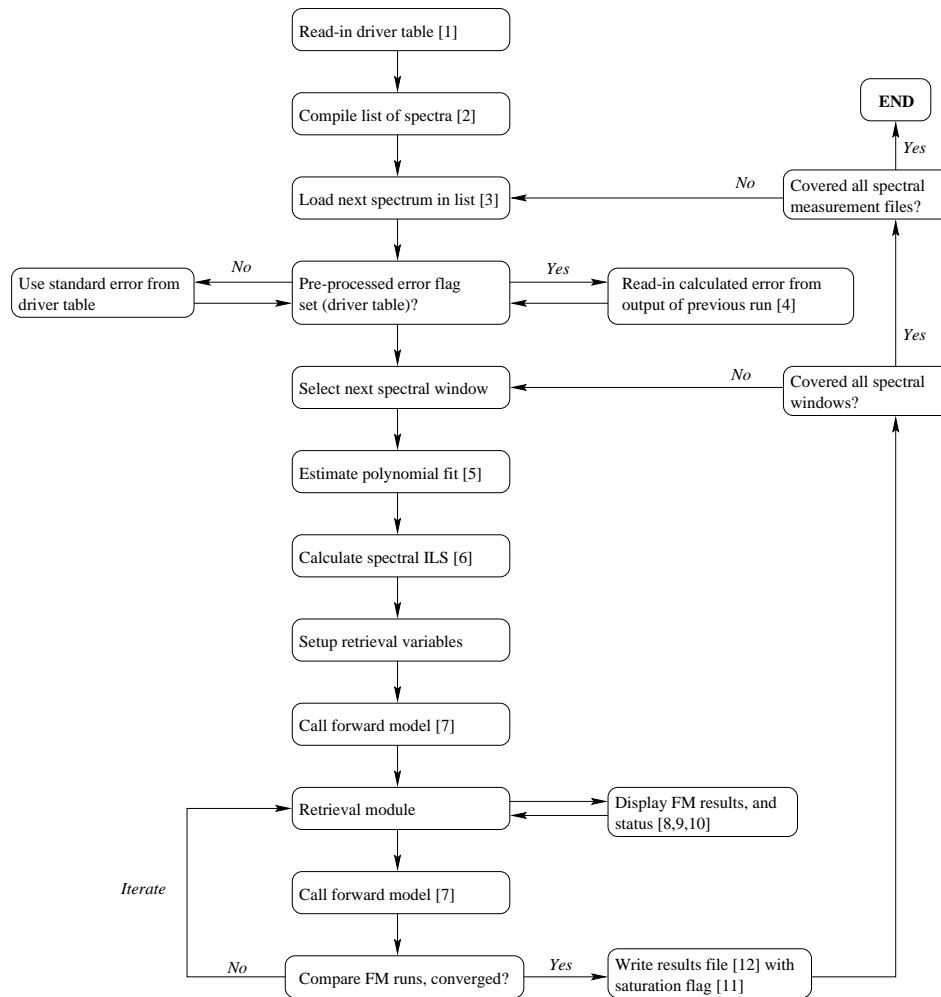 Read-in driver table [1]
Compile list of spectra [2]
END
Yes
Load next spectrum in list [3]
No
Covered all spectral
measurement files?
Use standard error from
driver table
No
Pre-processed error flag
set (driver table)?
Yes
Read-in calculated error from
output of previous run [4]
Yes
Select next spectral window
No
Covered all spectral
windows?
Estimate polynomial fit [5]
Calculate spectral ILS [6]
Setup retrieval variables
Call forward model [7]
Retrieval module
Display FM results, and
status [8,9,10]
Iterate
Call forward model [7]
No
Compare FM runs, converged?
Yes
Write results file [12] with
saturation flag [11]